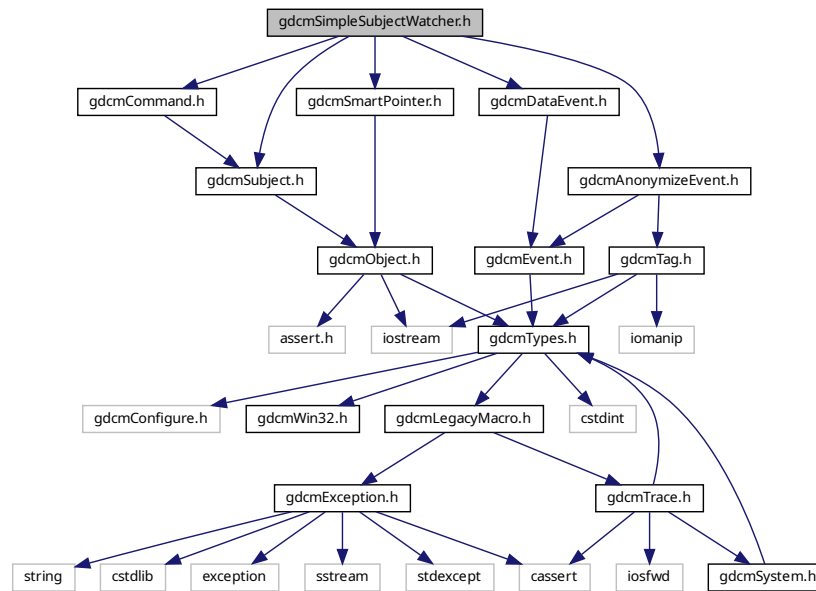 gdcmSimpleSubjectWatcher.h
gdcmCommand.h
gdcmSmartPointer.h
gdcmDataEvent.h
gdcmSubject.h
gdcmAnonymizeEvent.h
gdcmObject.h
gdcmEvent.h
gdcmTag.h
assert.h
iostream
gdcmTypes.h
iomanip
gdcmConfigure.h
gdcmWin32.h
gdcmLegacyMacro.h
cstdint
gdcmException.h
gdcmTrace.h
string
cstdlib
exception
sstream
stdexcept
cassert
iosfwd
gdcmSystem.h